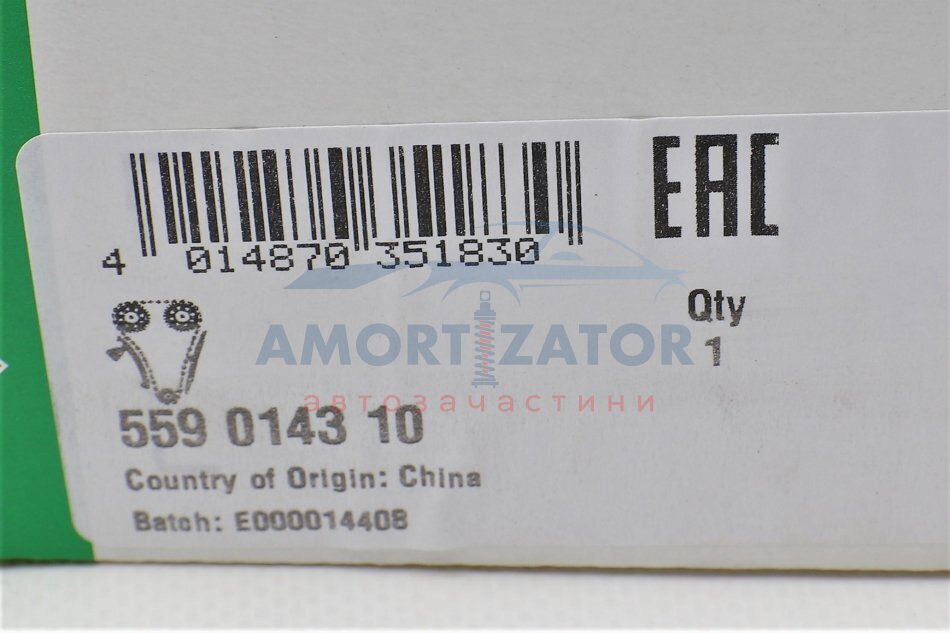 EAC
4 014870 351830
Qty
1
AMORTIZATOR
автозачастини
559 0143 10
Country of Origin: China
Batch: E000014408